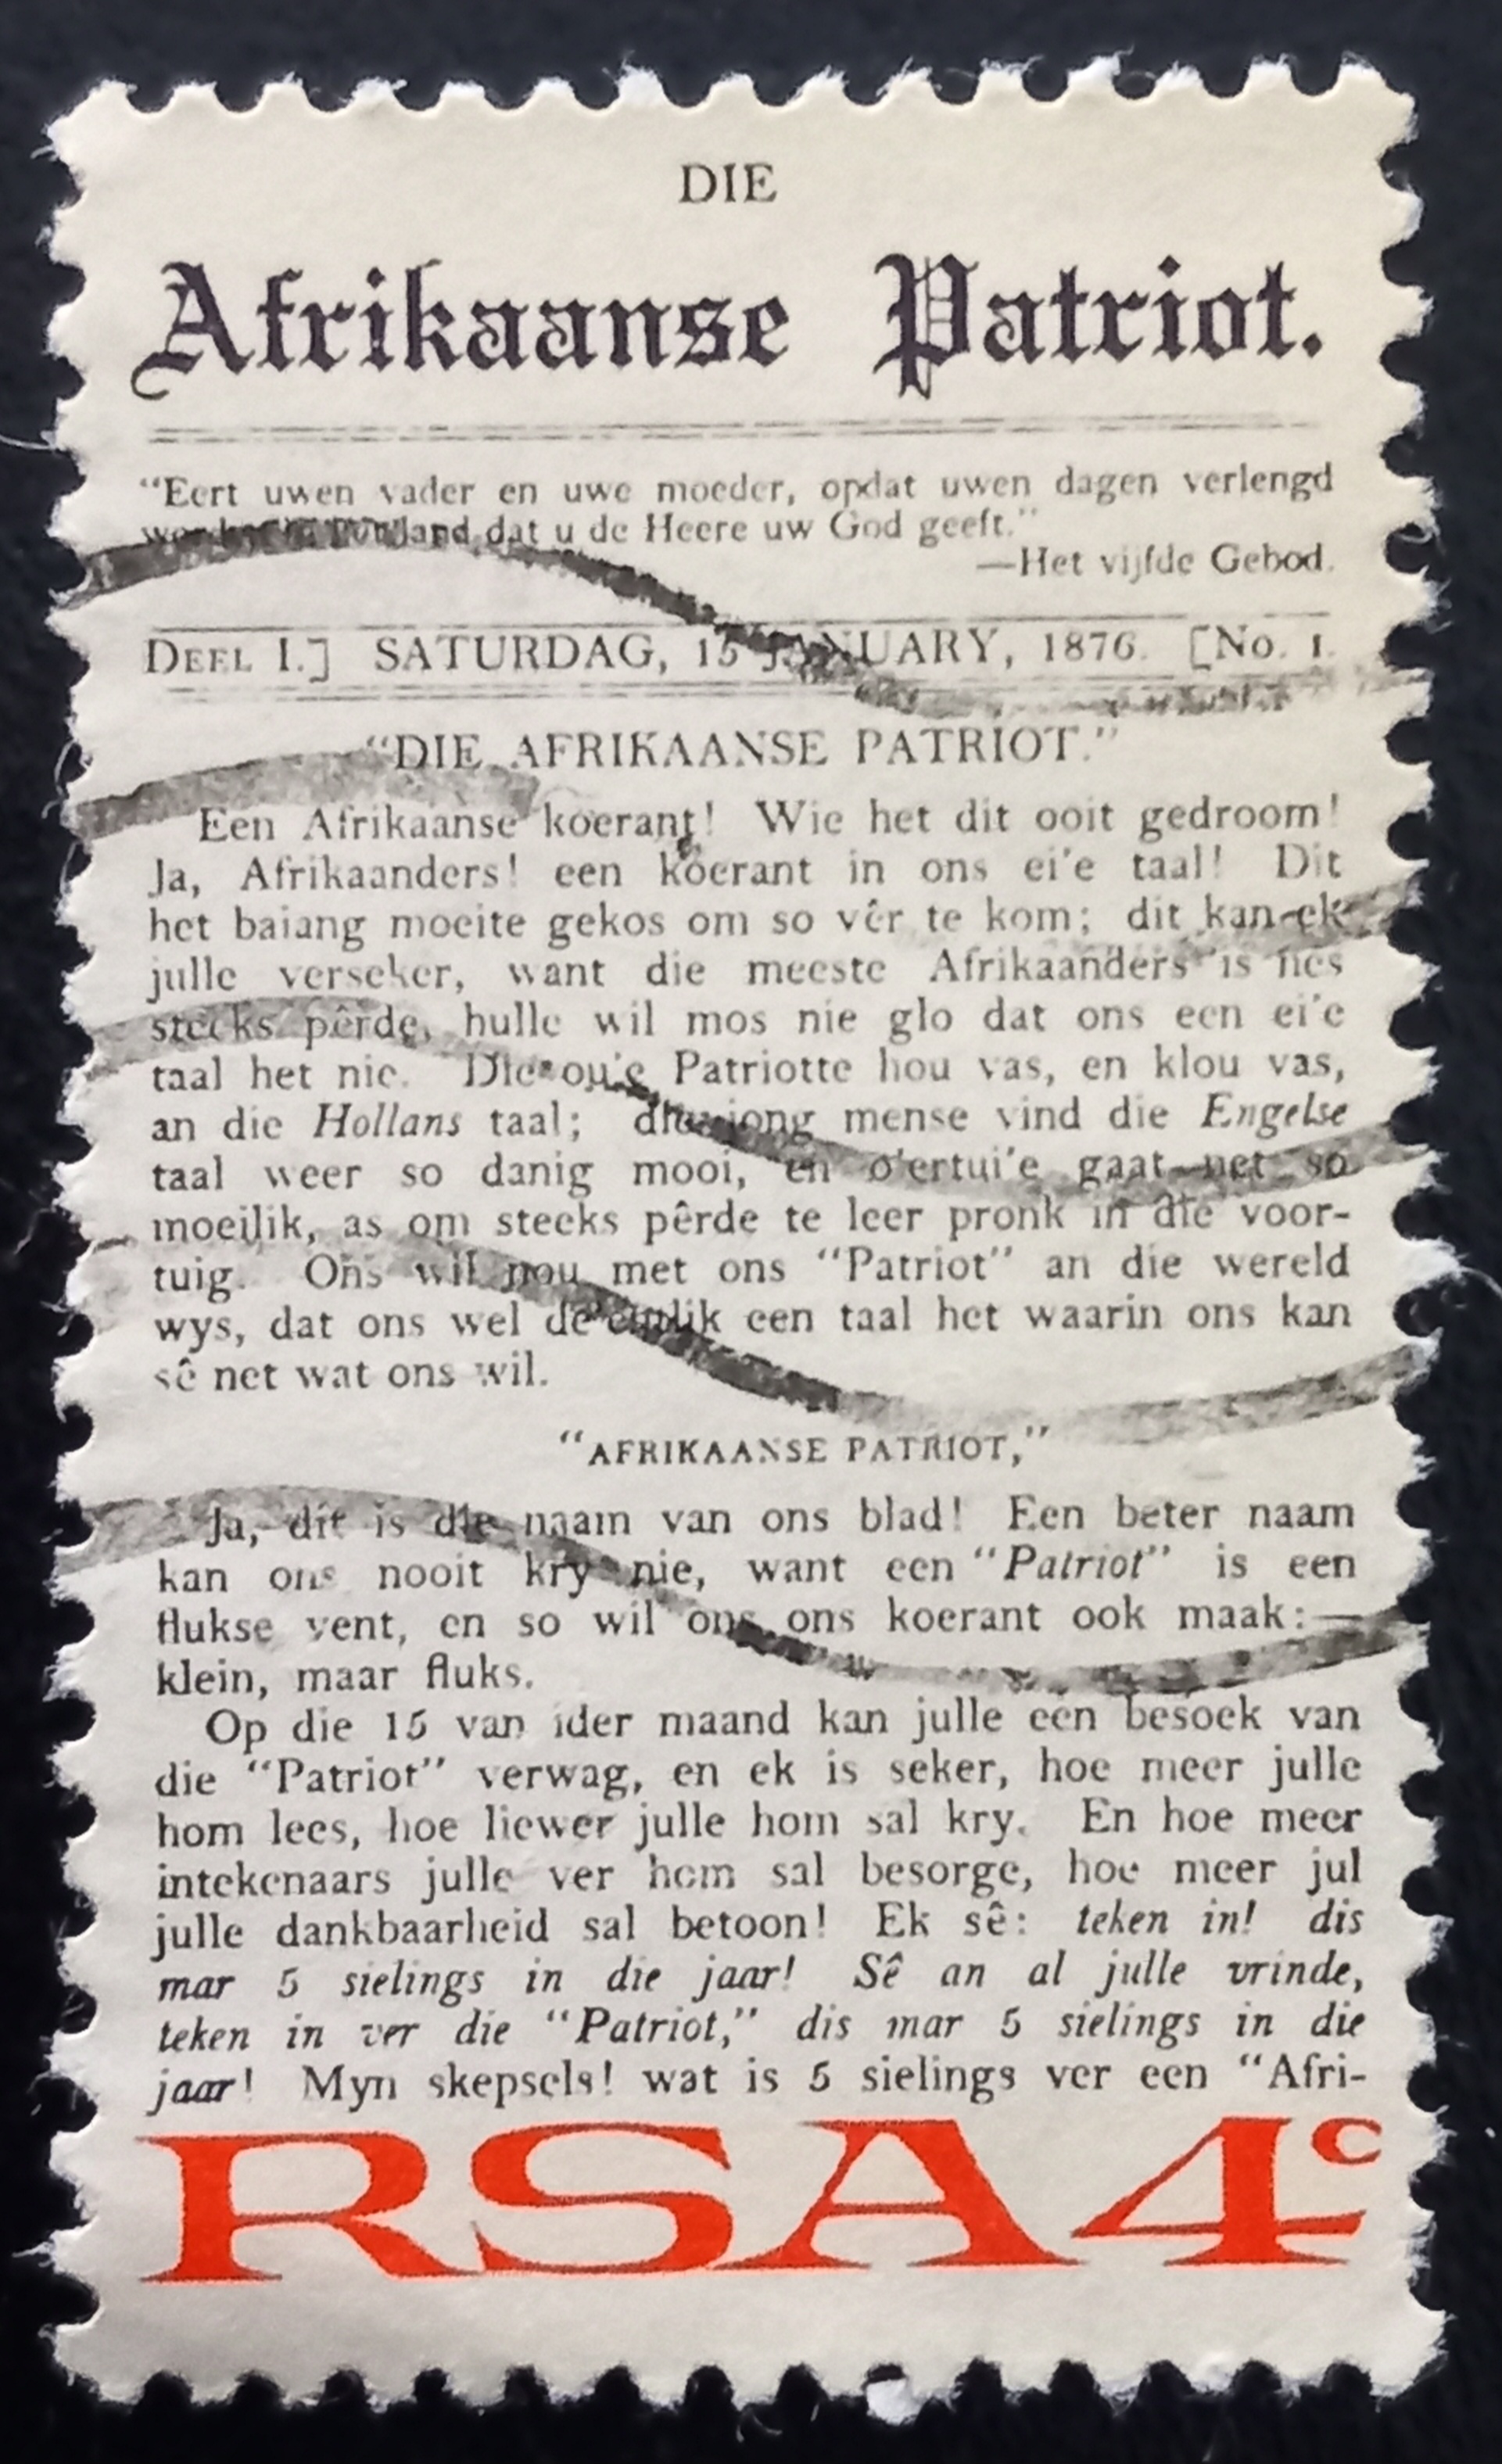 DIE
Afrikaanse Patriot.
"Eert uwen vader en uwe moeder, opdat uwen dagen verlengd
land dat u de Heere uw God geeft."
—Het vijfde Gebod.
DEEL I.] SATURDAG, 15 JANUARY, 1876. [No. 1.
"DIE AFRIKAANSE PATRIOT."
Een Afrikaanse koerant! Wie het dit ooit gedroom!
Ja, Afrikaanders! een koerant in ons ei'e taal! Dit
het baiang moeite gekos om so vêr te kom; dit kan ek
julle verseker, want die meeste Afrikaanders is nes
steeks pêrde, hulle wil mos nie glo dat ons een ei'e
taal het nie. Die ou'e Patriotte hou vas, en klou vas,
an die Hollans taal; die jong mense vind die Engelse
taal weer so danig mooi, en o'ertui'e gaat net so
moeilik, as om steeks pêrde te leer pronk in die voor-
tuig. Ons wil nou met ons "Patriot" an die wereld
wys, dat ons wel de'enlik een taal het waarin ons kan
sê net wat ons wil.
"AFRIKAANSE PATRIOT,"
Ja, dit is die naam van ons blad! Een beter naam
kan ons nooit kry nie, want een "Patriot" is een
flukse vent, en so wil ons ons koerant ook maak:—
klein, maar fluks.
Op die 15 van ider maand kan julle een besoek van
die "Patriot" verwag, en ek is seker, hoe meer julle
hom lees, hoe liewer julle hom sal kry. En hoe meer
intekenaars julle ver hom sal besorge, hoe meer jul
julle dankbaarheid sal betoon! Ek sê: teken in! dis
mar 5 sielings in die jaar! Sê an al julle vrinde,
teken in ver die "Patriot," dis mar 5 sielings in die
jaar! Myn skepsels! wat is 5 sielings ver een "Afri-
RSA 4c